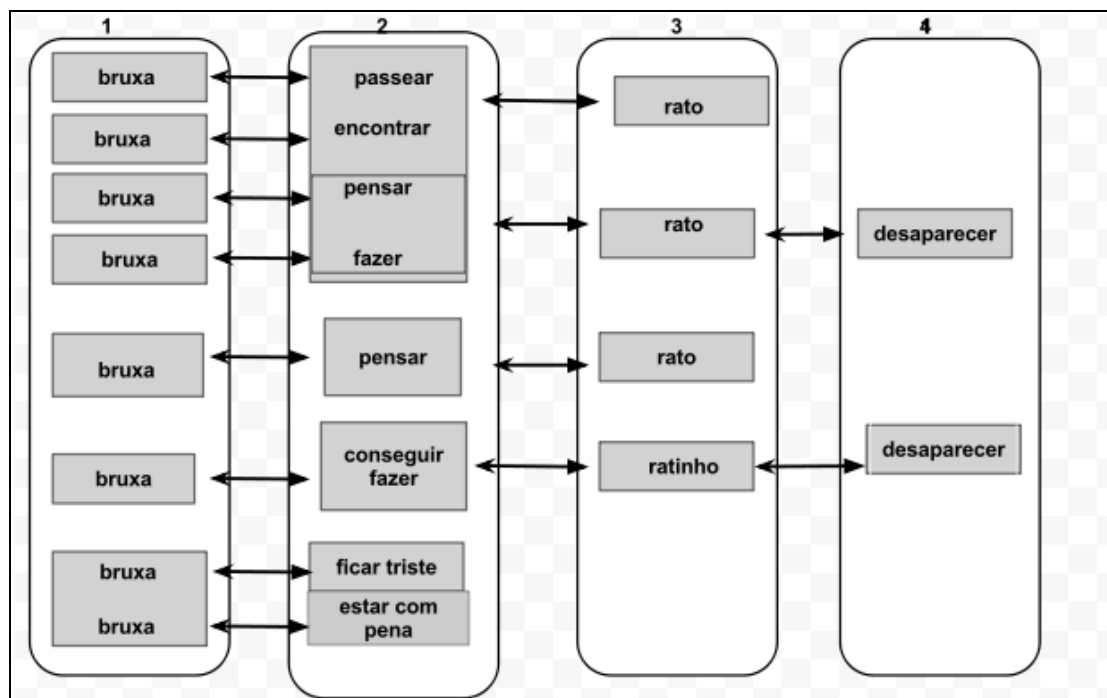 1 2 3 4
bruxa passear rato
bruxa encontrar
bruxa pensar
rato desaparecer
bruxa fazer
bruxa pensar rato
bruxa conseguir
fazer ratinho desaparecer
bruxa ficar triste
bruxa estar com
pena